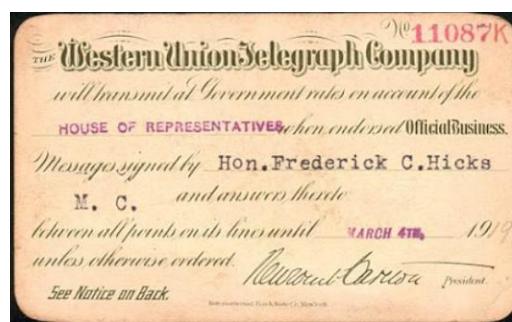 No 11087K
THE Western Union Telegraph Company
will transmit at Government rates on account of the
HOUSE OF REPRESENTATIVES, when endorsed Official Business.
Messages signed by Hon. Frederick C. Hicks
M. C. and answers thereto
between all points on its lines until MARCH 4TH, 1919
unless otherwise ordered. Newcomb Carlton President.
See Notice on Back.